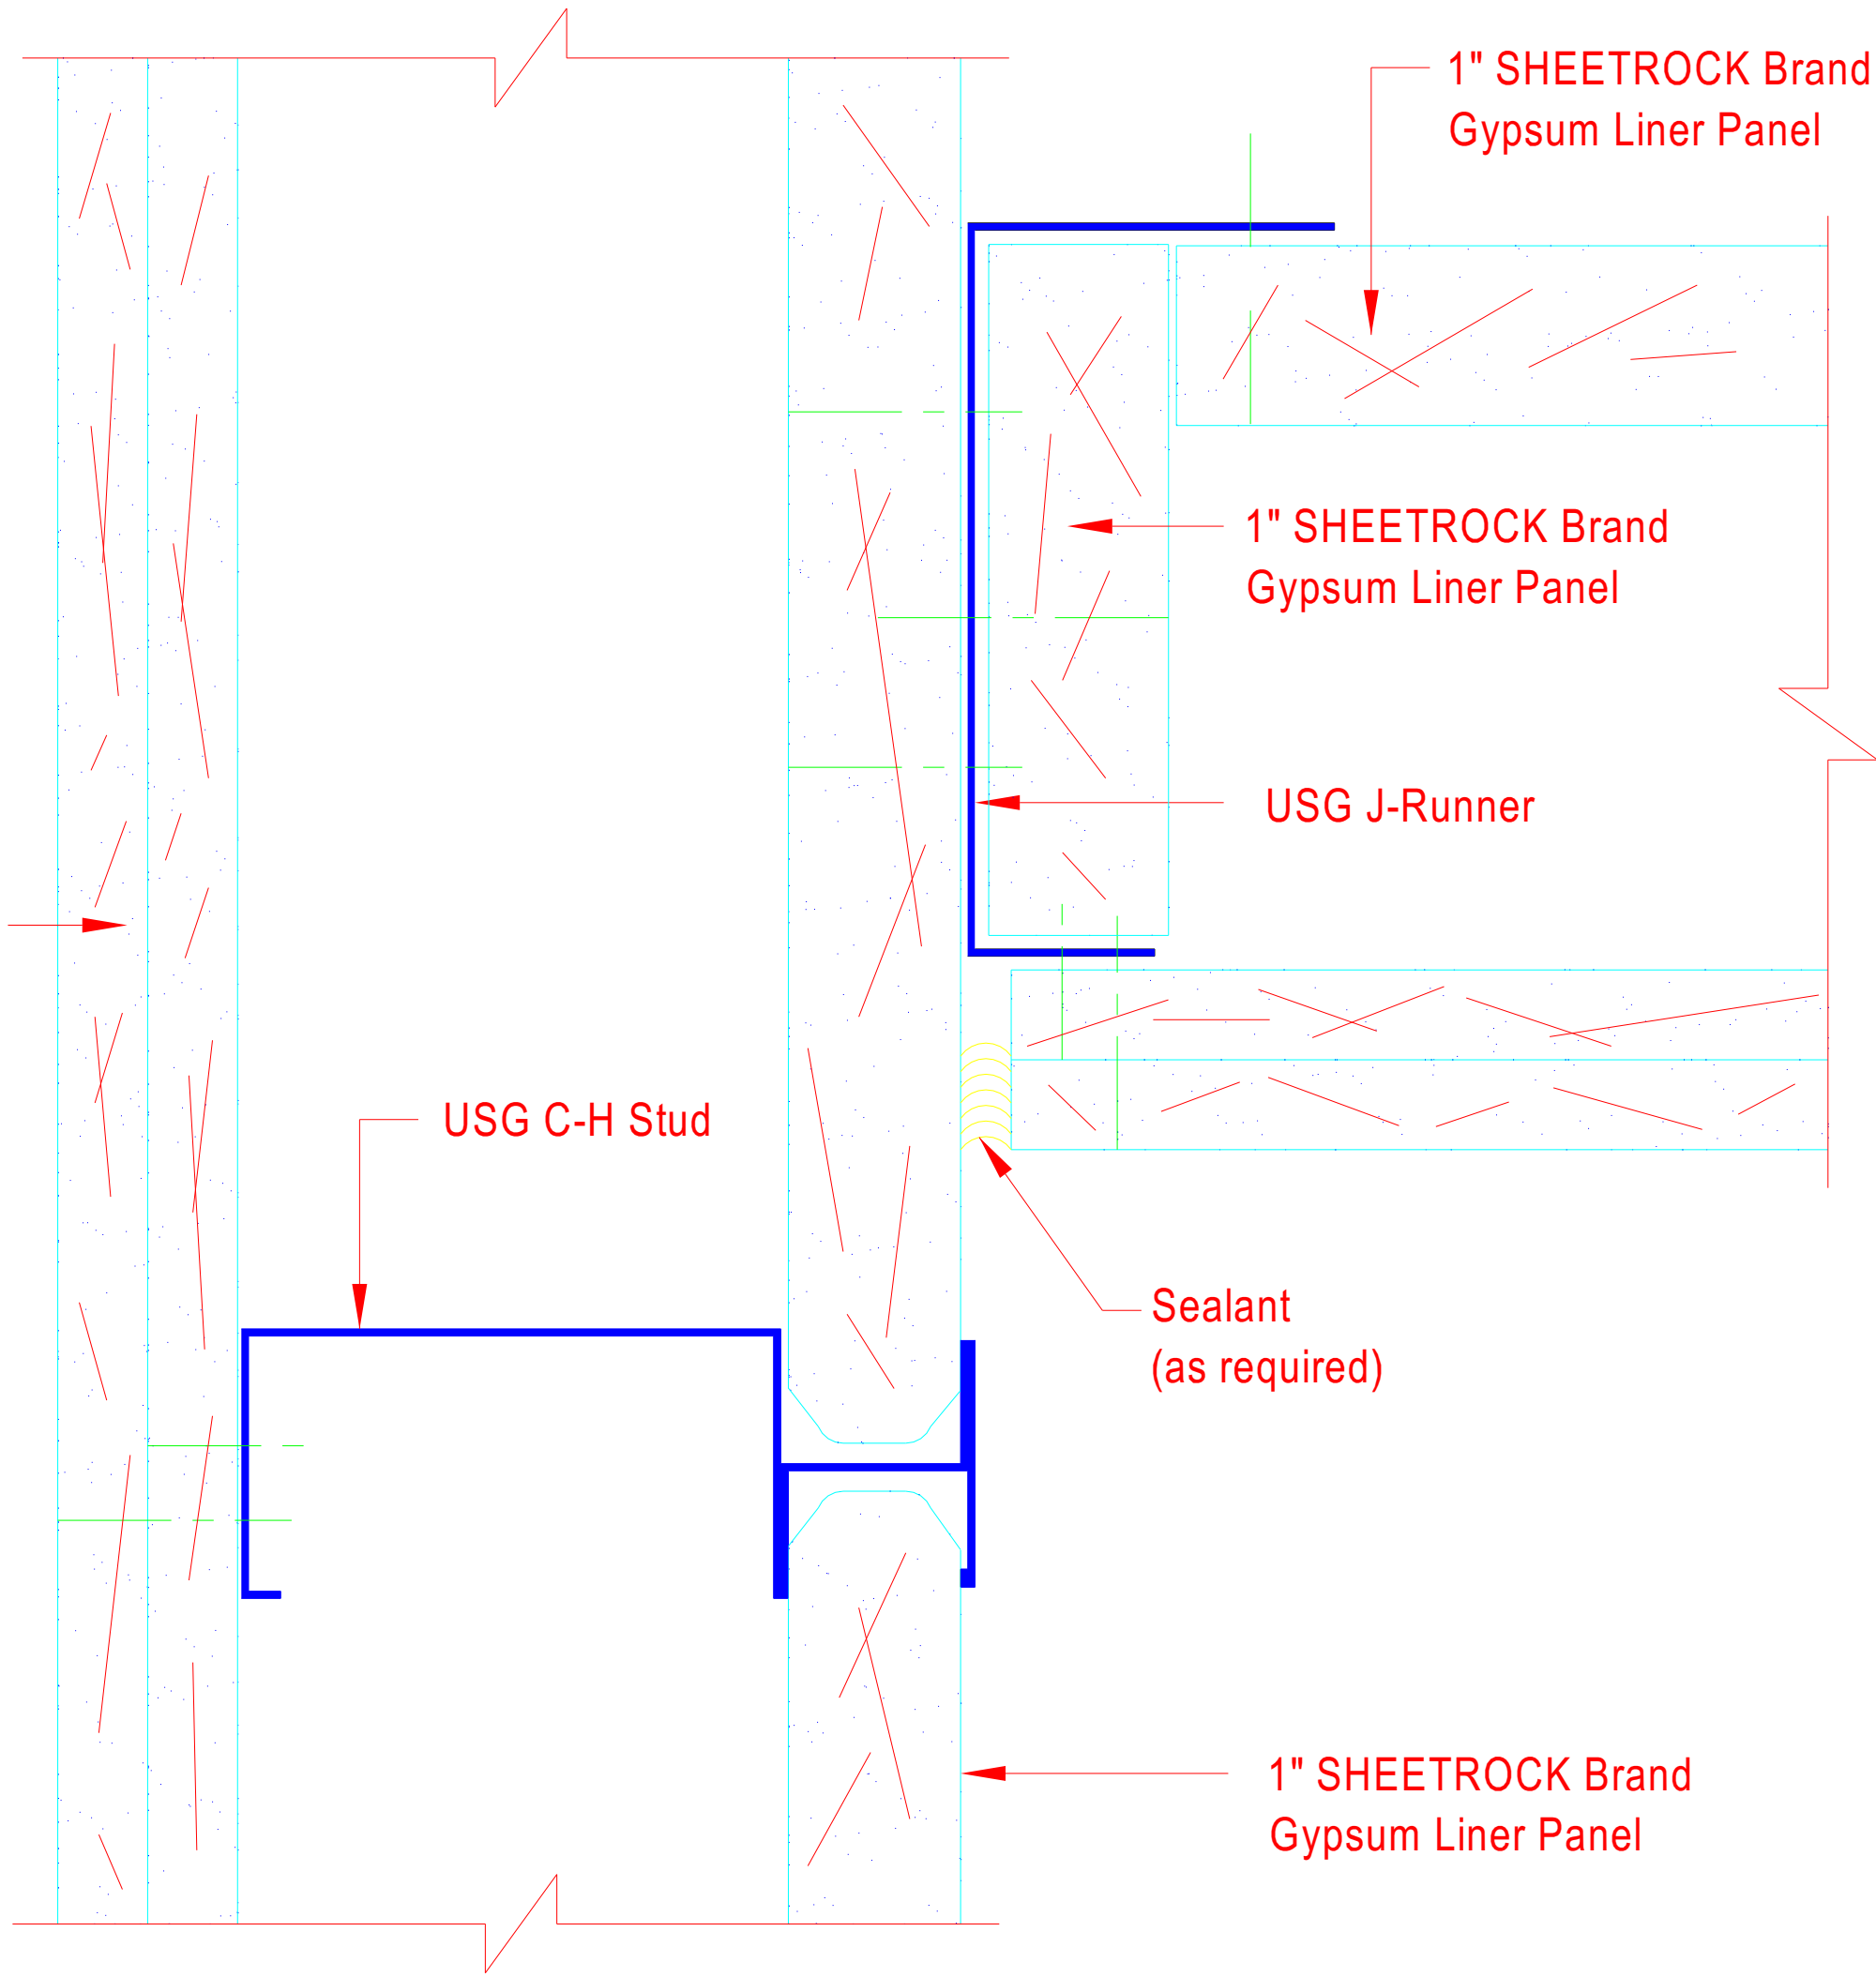 1" SHEETROCK Brand
Gypsum Liner Panel
1" SHEETROCK Brand
Gypsum Liner Panel
USG J-Runner
USG C-H Stud
Sealant
(as required)
1" SHEETROCK Brand
Gypsum Liner Panel